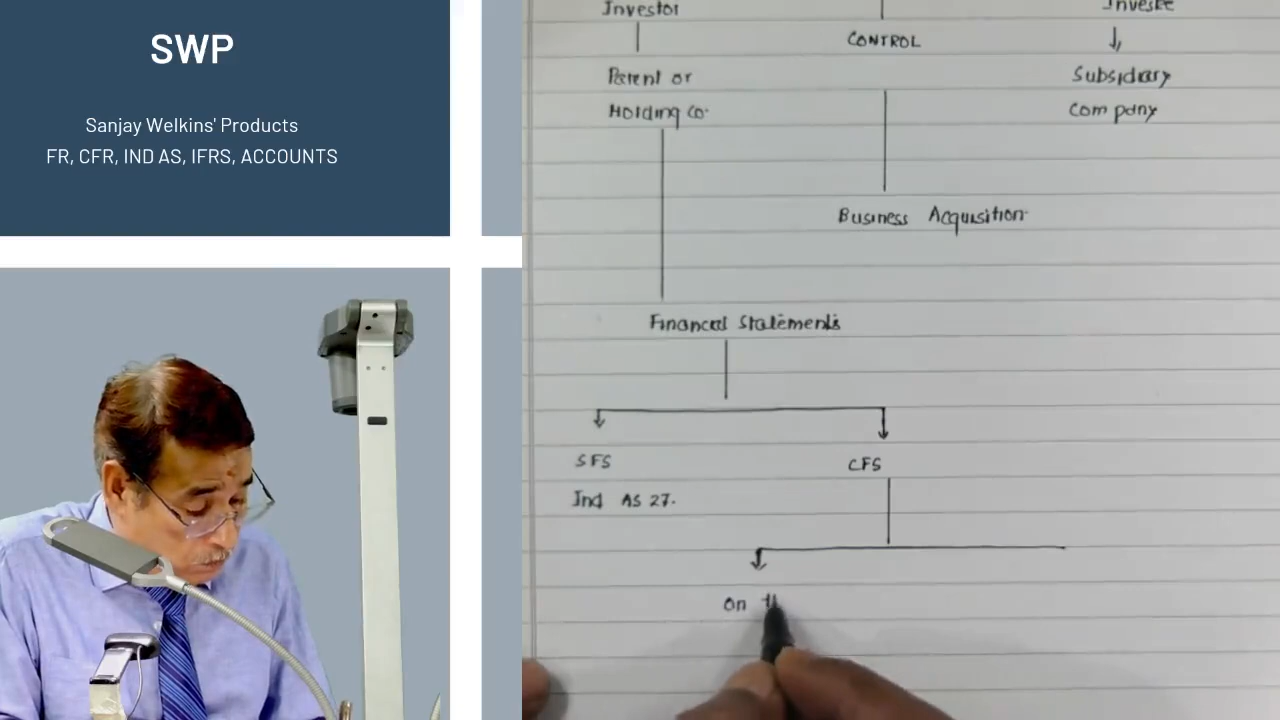 SWP
Sanjay Welkins' Products
FR, CFR, IND AS, IFRS, ACCOUNTS
Investor
CONTROL
Parent or
Subsidiary
Holding Co.
Company
Business Acquisition
Financial Statements
SFS
CFS
Ind AS 27.
on